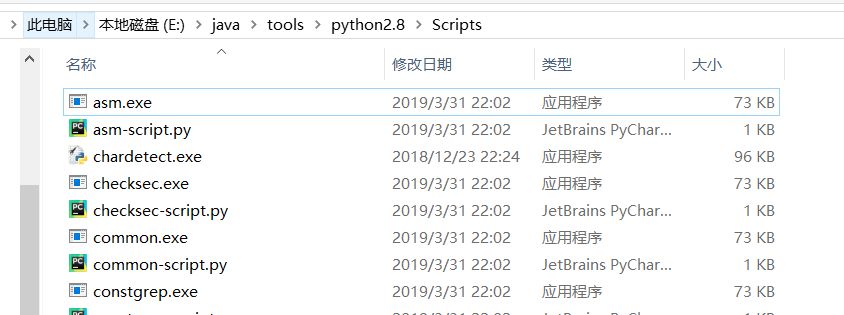 此电脑 本地磁盘 (E:) java tools python2.8 Scripts
名称 修改日期 类型 大小
asm.exe 2019/3/31 22:02 应用程序 73 KB
asm-script.py 2019/3/31 22:02 JetBrains PyChar... 1 KB
chardetect.exe 2018/12/23 22:24 应用程序 96 KB
checksec.exe 2019/3/31 22:02 应用程序 73 KB
checksec-script.py 2019/3/31 22:02 JetBrains PyChar... 1 KB
common.exe 2019/3/31 22:02 应用程序 73 KB
common-script.py 2019/3/31 22:02 JetBrains PyChar... 1 KB
constgrep.exe 2019/3/31 22:02 应用程序 73 KB